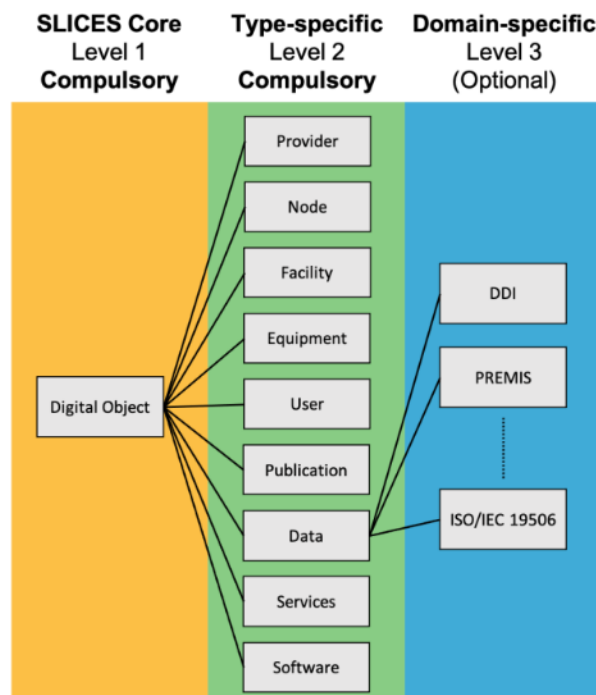 SLICES Core
Level 1
Compulsory
Type-specific
Level 2
Compulsory
Domain-specific
Level 3
(Optional)
Digital Object
Provider
Node
Facility
Equipment
User
Publication
Data
Services
Software
DDI
PREMIS
ISO/IEC 19506